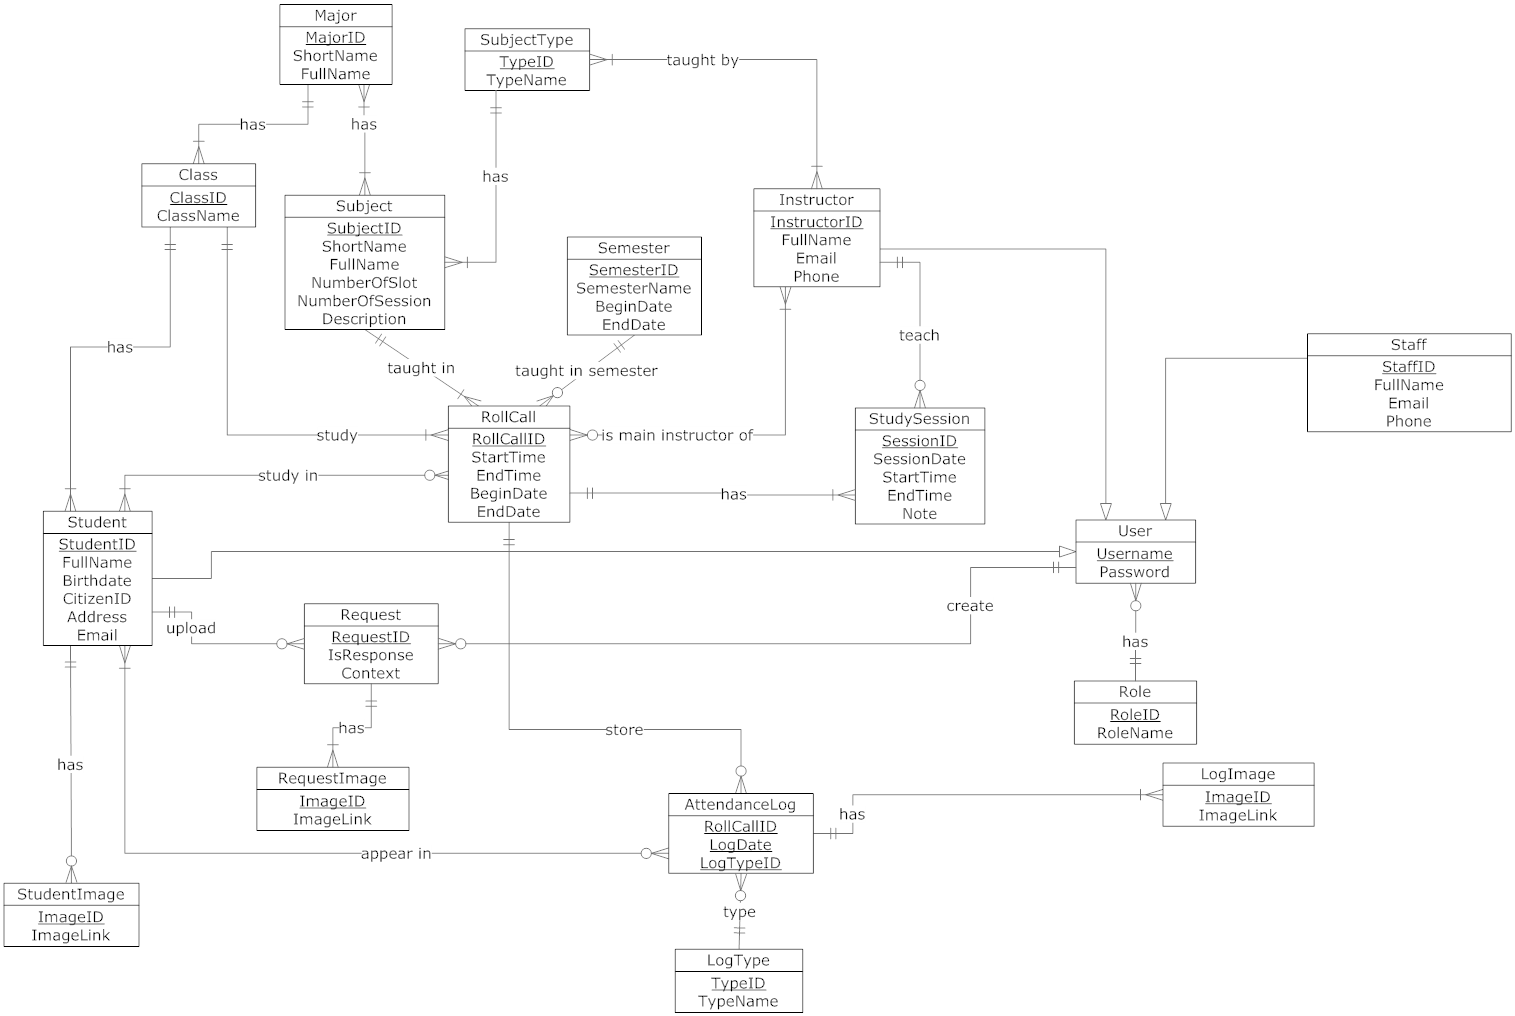 Major
MajorID
ShortName
FullName
SubjectType
TypeID
TypeName
taught by
has
has
has
Class
ClassID
ClassName
Subject
SubjectID
ShortName
FullName
NumberOfSlot
NumberOfSession
Description
Semester
SemesterID
SemesterName
BeginDate
EndDate
Instructor
InstructorID
FullName
Email
Phone
has
taught in
taught in semester
teach
Staff
StaffID
FullName
Email
Phone
study
study in
RollCall
RollCallID
StartTime
EndTime
BeginDate
EndDate
is main instructor of
has
StudySession
SessionID
SessionDate
StartTime
EndTime
Note
Student
StudentID
FullName
Birthdate
CitizenID
Address
Email
User
Username
Password
upload
Request
RequestID
IsResponse
Context
create
has
Role
RoleID
RoleName
has
store
has
RequestImage
ImageID
ImageLink
AttendanceLog
RollCallID
LogDate
LogTypeID
has
LogImage
ImageID
ImageLink
appear in
StudentImage
ImageID
ImageLink
type
LogType
TypeID
TypeName